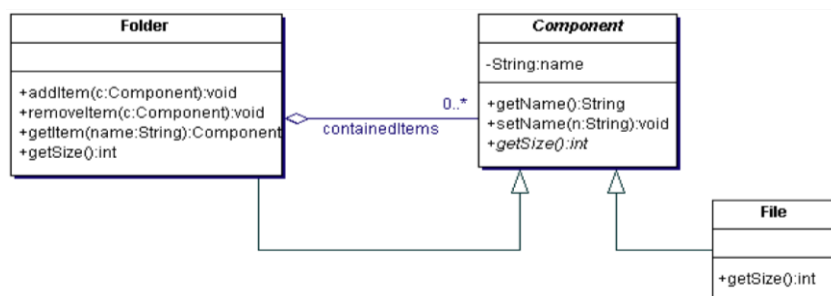 Folder
+addItem(c:Component):void
+removeItem(c:Component):void
+getItem(name:String):Component
+getSize():int
0..*
containedItems
Component
-String:name
+getName():String
+setName(n:String):void
+getSize():int
File
+getSize():int